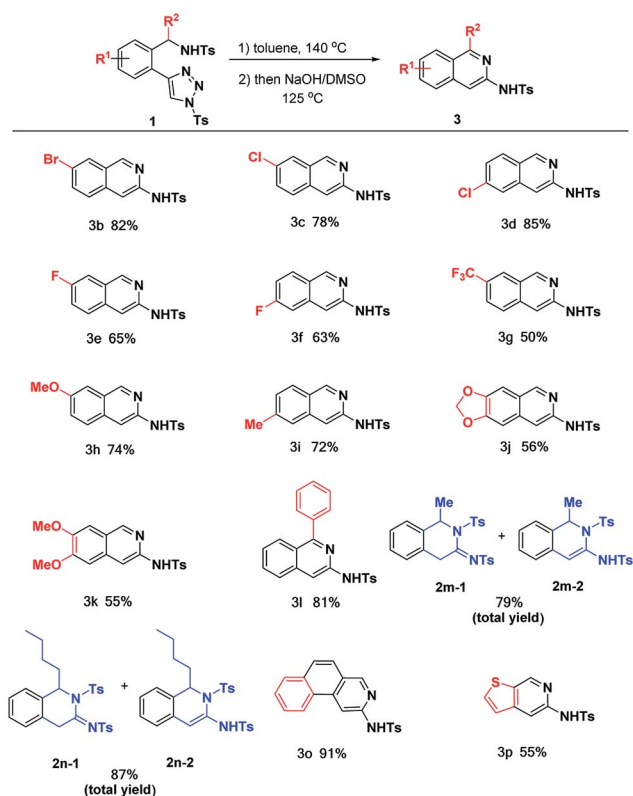 R²
R¹
NHTs
N
N
N
Ts
1
1) toluene, 140 °C
2) then NaOH/DMSO
125 °C
R²
R¹
N
NHTs
3
Br
N
NHTs
3b 82%
Cl
N
NHTs
3c 78%
Cl
N
NHTs
3d 85%
F
N
NHTs
3e 65%
F
N
NHTs
3f 63%
F₃C
N
NHTs
3g 50%
MeO
N
NHTs
3h 74%
Me
N
NHTs
3i 72%
O
O
N
NHTs
3j 56%
MeO
MeO
N
NHTs
3k 55%
N
NHTs
3l 81%
Me
Ts
N
NTs
2m-1
+
Me
Ts
N
NHTs
2m-2
79%
(total yield)
Ts
N
NTs
2n-1
+
Ts
N
NHTs
2n-2
87%
(total yield)
N
NHTs
3o 91%
S
N
NHTs
3p 55%